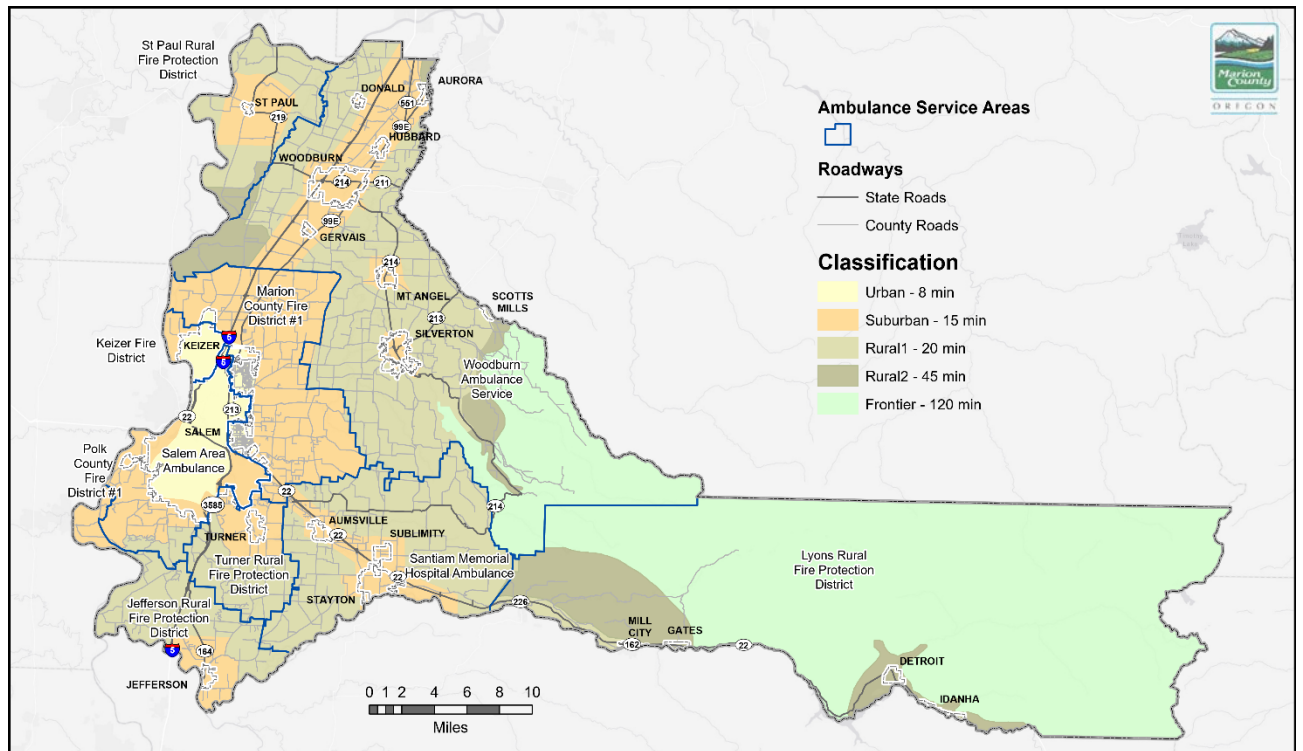 St Paul Rural
Fire Protection
District
ST PAUL
219
DONALD
AURORA
551
99E
HUBBARD
WOODBURN
214
211
99E
GERVAIS
214
MT ANGEL
SCOTTS
MILLS
213
SILVERTON
Woodburn
Ambulance
Service
Marion
County Fire
District #1
Keizer Fire
District
KEIZER
5
5
22
213
SALEM
Salem Area
Ambulance
Polk
County
Fire
District #1
3585
22
TURNER
Turner Rural
Fire Protection
District
AUMSVILLE
22
SUBLIMITY
Santiam Memorial
Hospital Ambulance
22
STAYTON
214
226
Jefferson Rural
Fire Protection
District
5
164
JEFFERSON
MILL
CITY
162
GATES
22
Lyons Rural
Fire Protection
District
DETROIT
IDANHA
0 1 2 4 6 8 10
Miles
Marion
County
OREGON
Ambulance Service Areas
Roadways
State Roads
County Roads
Classification
Urban - 8 min
Suburban - 15 min
Rural1 - 20 min
Rural2 - 45 min
Frontier - 120 min